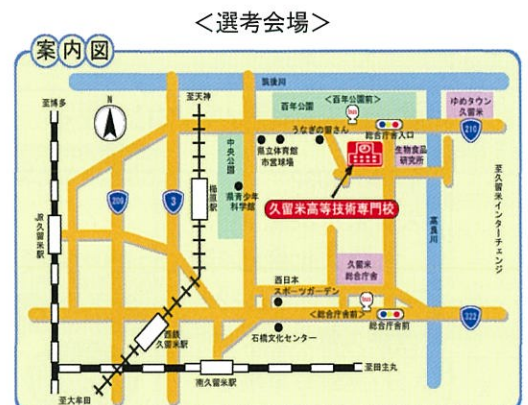 ＜選考会場＞
案内図
筑後川
至博多
N
至天神
百年公園
＜百年公園前＞
ゆめタウン
久留米
うなぎの留さん
総合庁舎入口
210
中央公園
県立体育館
市営球場
生物食品
研究所
209
3
櫛原駅
県青少年
科学館
久留米高等技術専門校
高良川
至久留米インターチェンジ
JR久留米駅
久留米
総合庁舎
西日本
スポーツガーデン
＜総合庁舎前＞
総合庁舎前
322
西鉄
久留米駅
石橋文化センター
南久留米駅
至田主丸
至大牟田